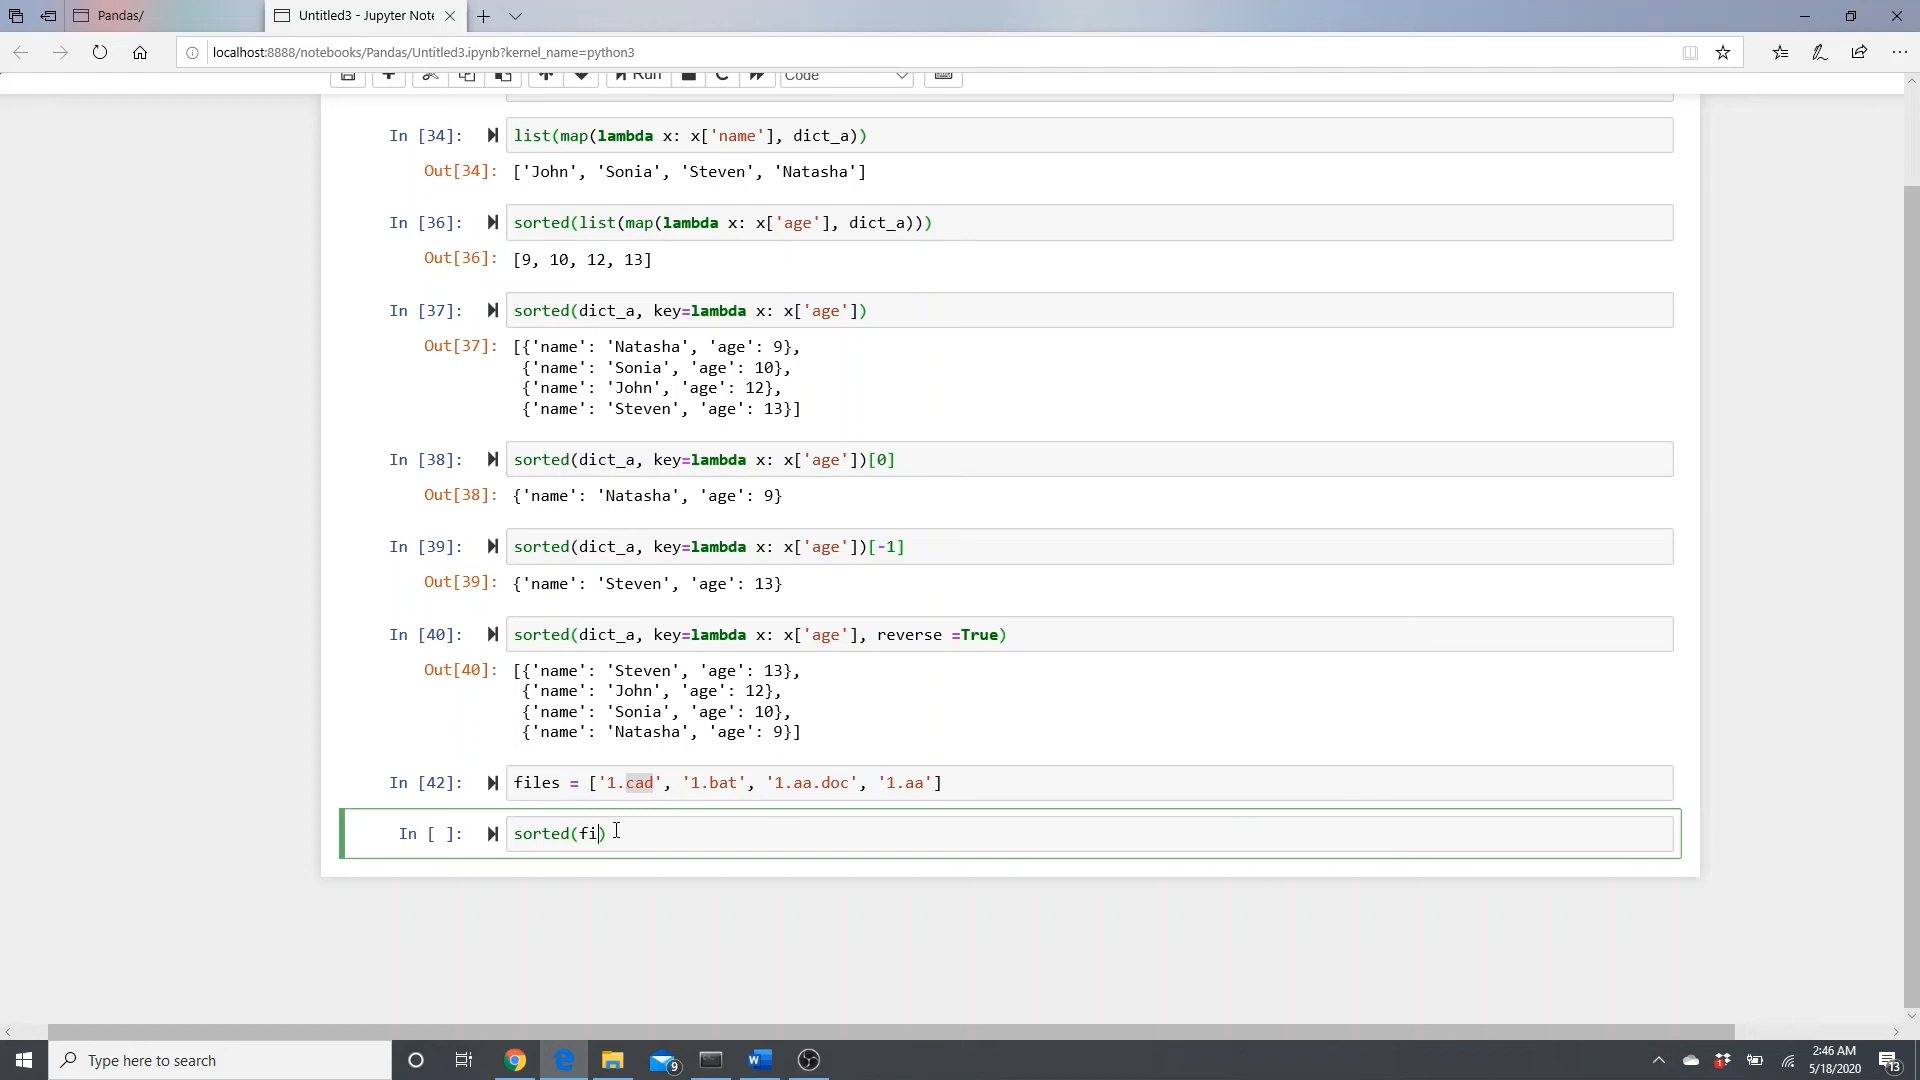 Pandas/
Untitled3 - Jupyter Note
localhost:8888/notebooks/Pandas/Untitled3.ipynb?kernel_name=python3
Run
Code
In [34]: list(map(lambda x: x['name'], dict_a))
Out[34]: ['John', 'Sonia', 'Steven', 'Natasha']
In [36]: sorted(list(map(lambda x: x['age'], dict_a)))
Out[36]: [9, 10, 12, 13]
In [37]: sorted(dict_a, key=lambda x: x['age'])
Out[37]: [{'name': 'Natasha', 'age': 9},
{'name': 'Sonia', 'age': 10},
{'name': 'John', 'age': 12},
{'name': 'Steven', 'age': 13}]
In [38]: sorted(dict_a, key=lambda x: x['age'])[0]
Out[38]: {'name': 'Natasha', 'age': 9}
In [39]: sorted(dict_a, key=lambda x: x['age'])[-1]
Out[39]: {'name': 'Steven', 'age': 13}
In [40]: sorted(dict_a, key=lambda x: x['age'], reverse =True)
Out[40]: [{'name': 'Steven', 'age': 13},
{'name': 'John', 'age': 12},
{'name': 'Sonia', 'age': 10},
{'name': 'Natasha', 'age': 9}]
In [42]: files = ['1.cad', '1.bat', '1.aa.doc', '1.aa']
In [ ]: sorted(fi)
Type here to search
9
1
2:46 AM
5/18/2020
13